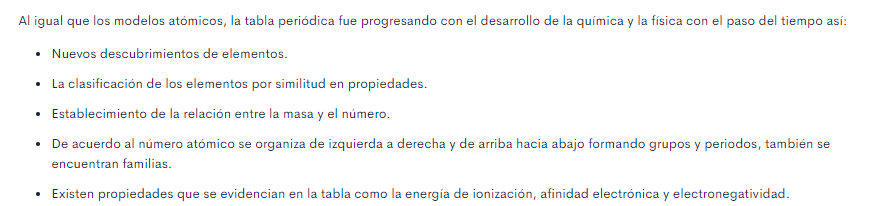 Al igual que los modelos atómicos, la tabla periódica fue progresando con el desarrollo de la química y la física con el paso del tiempo así:
• Nuevos descubrimientos de elementos.
• La clasificación de los elementos por similitud en propiedades.
• Establecimiento de la relación entre la masa y el número.
• De acuerdo al número atómico se organiza de izquierda a derecha y de arriba hacia abajo formando grupos y periodos, también se
encuentran familias.
• Existen propiedades que se evidencian en la tabla como la energía de ionización, afinidad electrónica y electronegatividad.